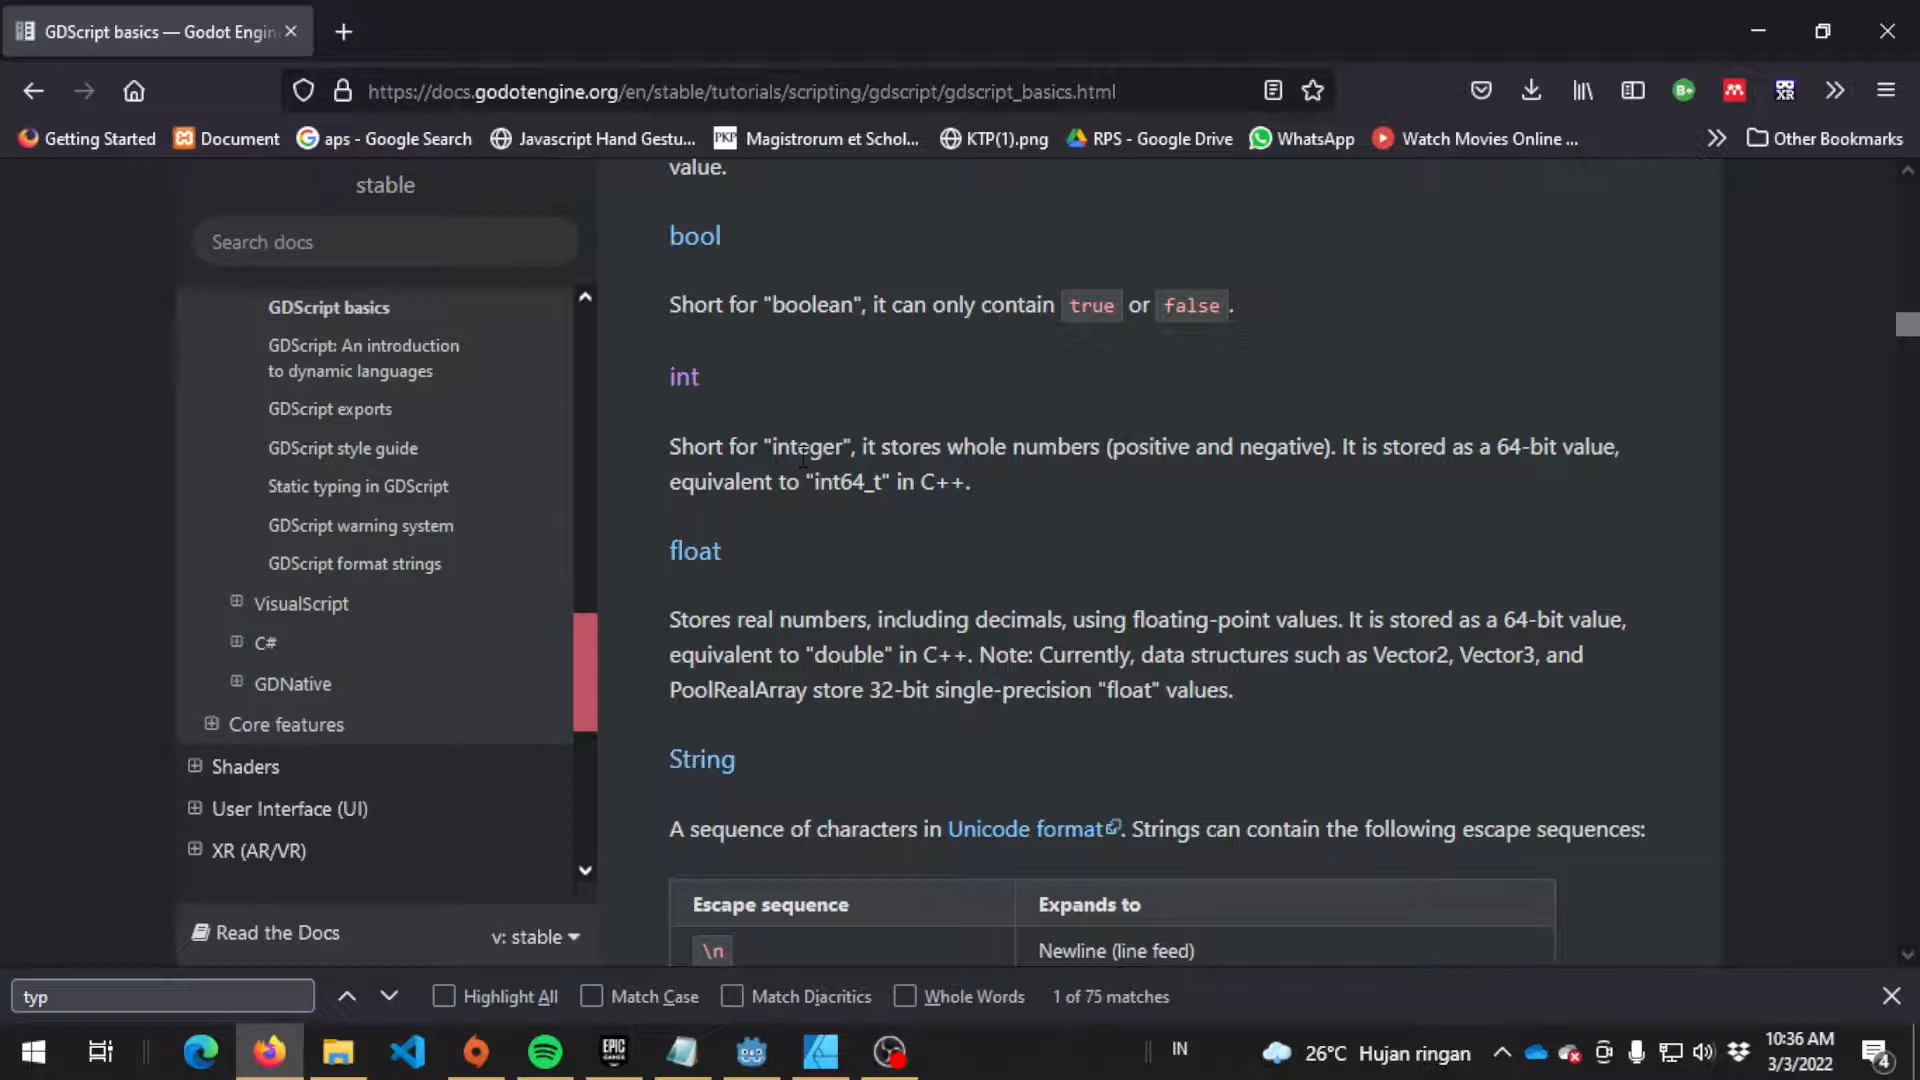 GDScript basics — Godot Engin
https://docs.godotengine.org/en/stable/tutorials/scripting/gdscript/gdscript_basics.html
B+
XR
Getting Started
Document
aps - Google Search
Javascript Hand Gestu...
PKP
Magistrorum et Schol...
KTP(1).png
RPS - Google Drive
WhatsApp
Watch Movies Online ...
Other Bookmarks
stable
Search docs
GDScript basics
GDScript: An introduction
to dynamic languages
GDScript exports
GDScript style guide
Static typing in GDScript
GDScript warning system
GDScript format strings
VisualScript
C#
GDNative
Core features
Shaders
User Interface (UI)
XR (AR/VR)
Read the Docs
v: stable
value.
bool
Short for "boolean", it can only contain true or false.
int
Short for "integer", it stores whole numbers (positive and negative). It is stored as a 64-bit value,
equivalent to "int64_t" in C++.
float
Stores real numbers, including decimals, using floating-point values. It is stored as a 64-bit value,
equivalent to "double" in C++. Note: Currently, data structures such as Vector2, Vector3, and
PoolRealArray store 32-bit single-precision "float" values.
String
A sequence of characters in Unicode format. Strings can contain the following escape sequences:
Escape sequence
Expands to
\n
Newline (line feed)
typ
Highlight All
Match Case
Match Diacritics
Whole Words
1 of 75 matches
EPIC
GAMES
IN
26°C Hujan ringan
10:36 AM
3/3/2022
4